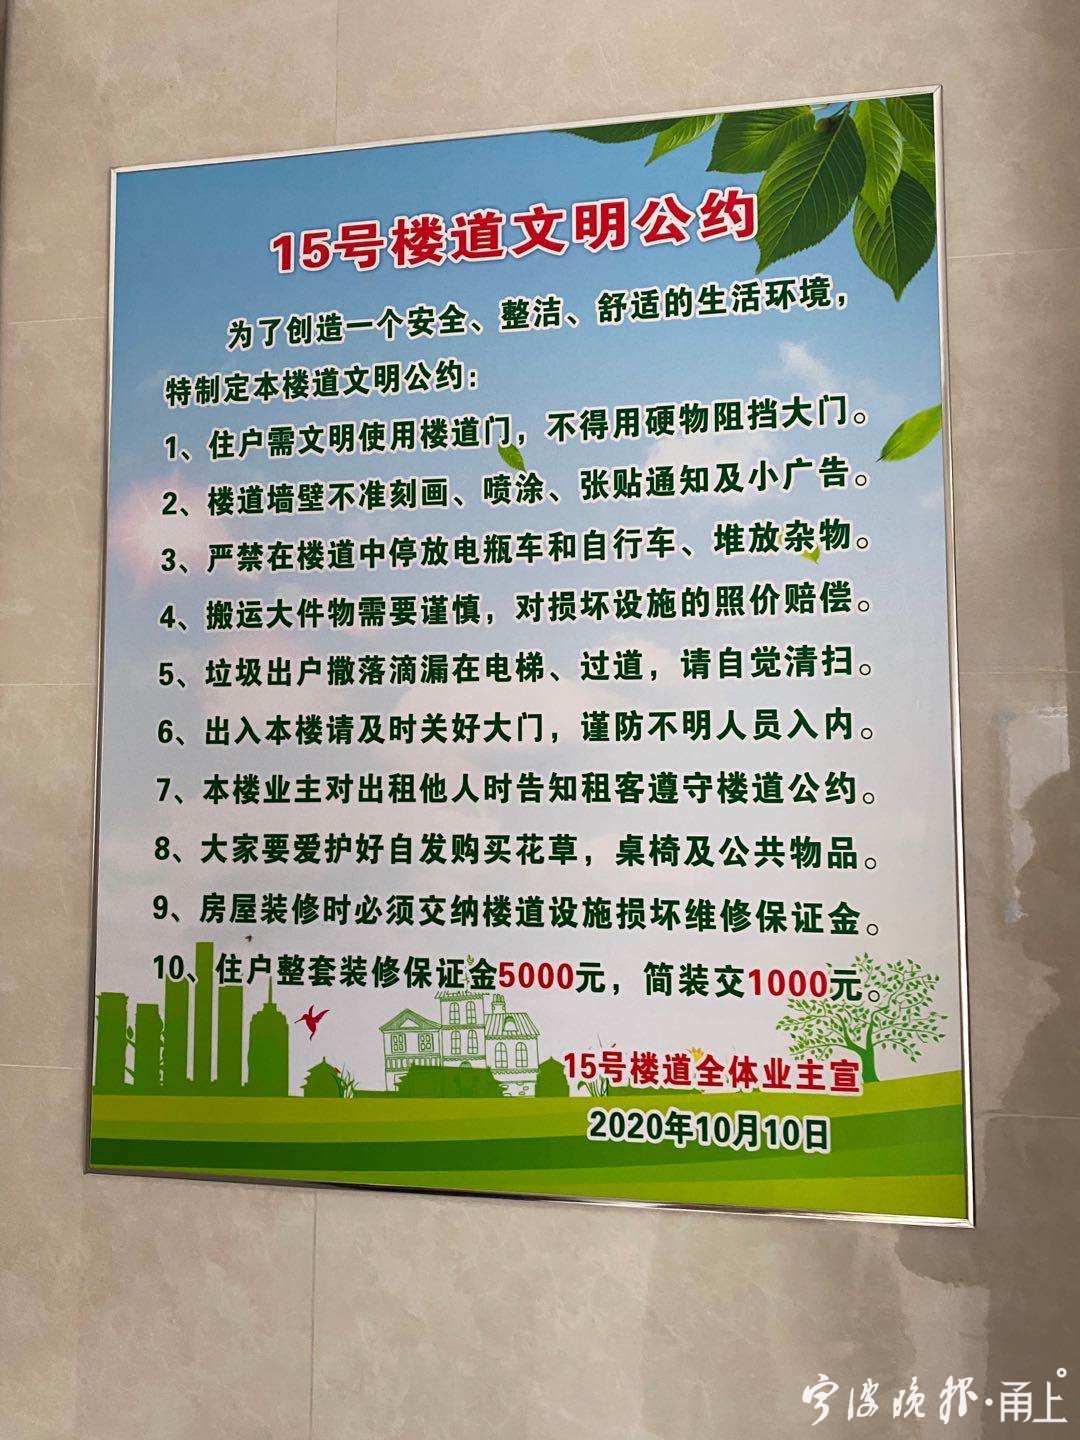 15号楼道文明公约
为了创造一个安全、整洁、舒适的生活环境，
特制定本楼道文明公约：
1、住户需文明使用楼道门，不得用硬物阻挡大门。
2、楼道墙壁不准刻画、喷涂、张贴通知及小广告。
3、严禁在楼道中停放电瓶车和自行车、堆放杂物。
4、搬运大件物需要谨慎，对损坏设施的照价赔偿。
5、垃圾出户撒落滴漏在电梯、过道，请自觉清扫。
6、出入本楼请及时关好大门，谨防不明人员入内。
7、本楼业主对出租他人时告知租客遵守楼道公约。
8、大家要爱护好自发购买花草，桌椅及公共物品。
9、房屋装修时必须交纳楼道设施损坏维修保证金。
10、住户整套装修保证金5000元，简装交1000元。
15号楼道全体业主宣
2020年10月10日
宁波晚报·甬上